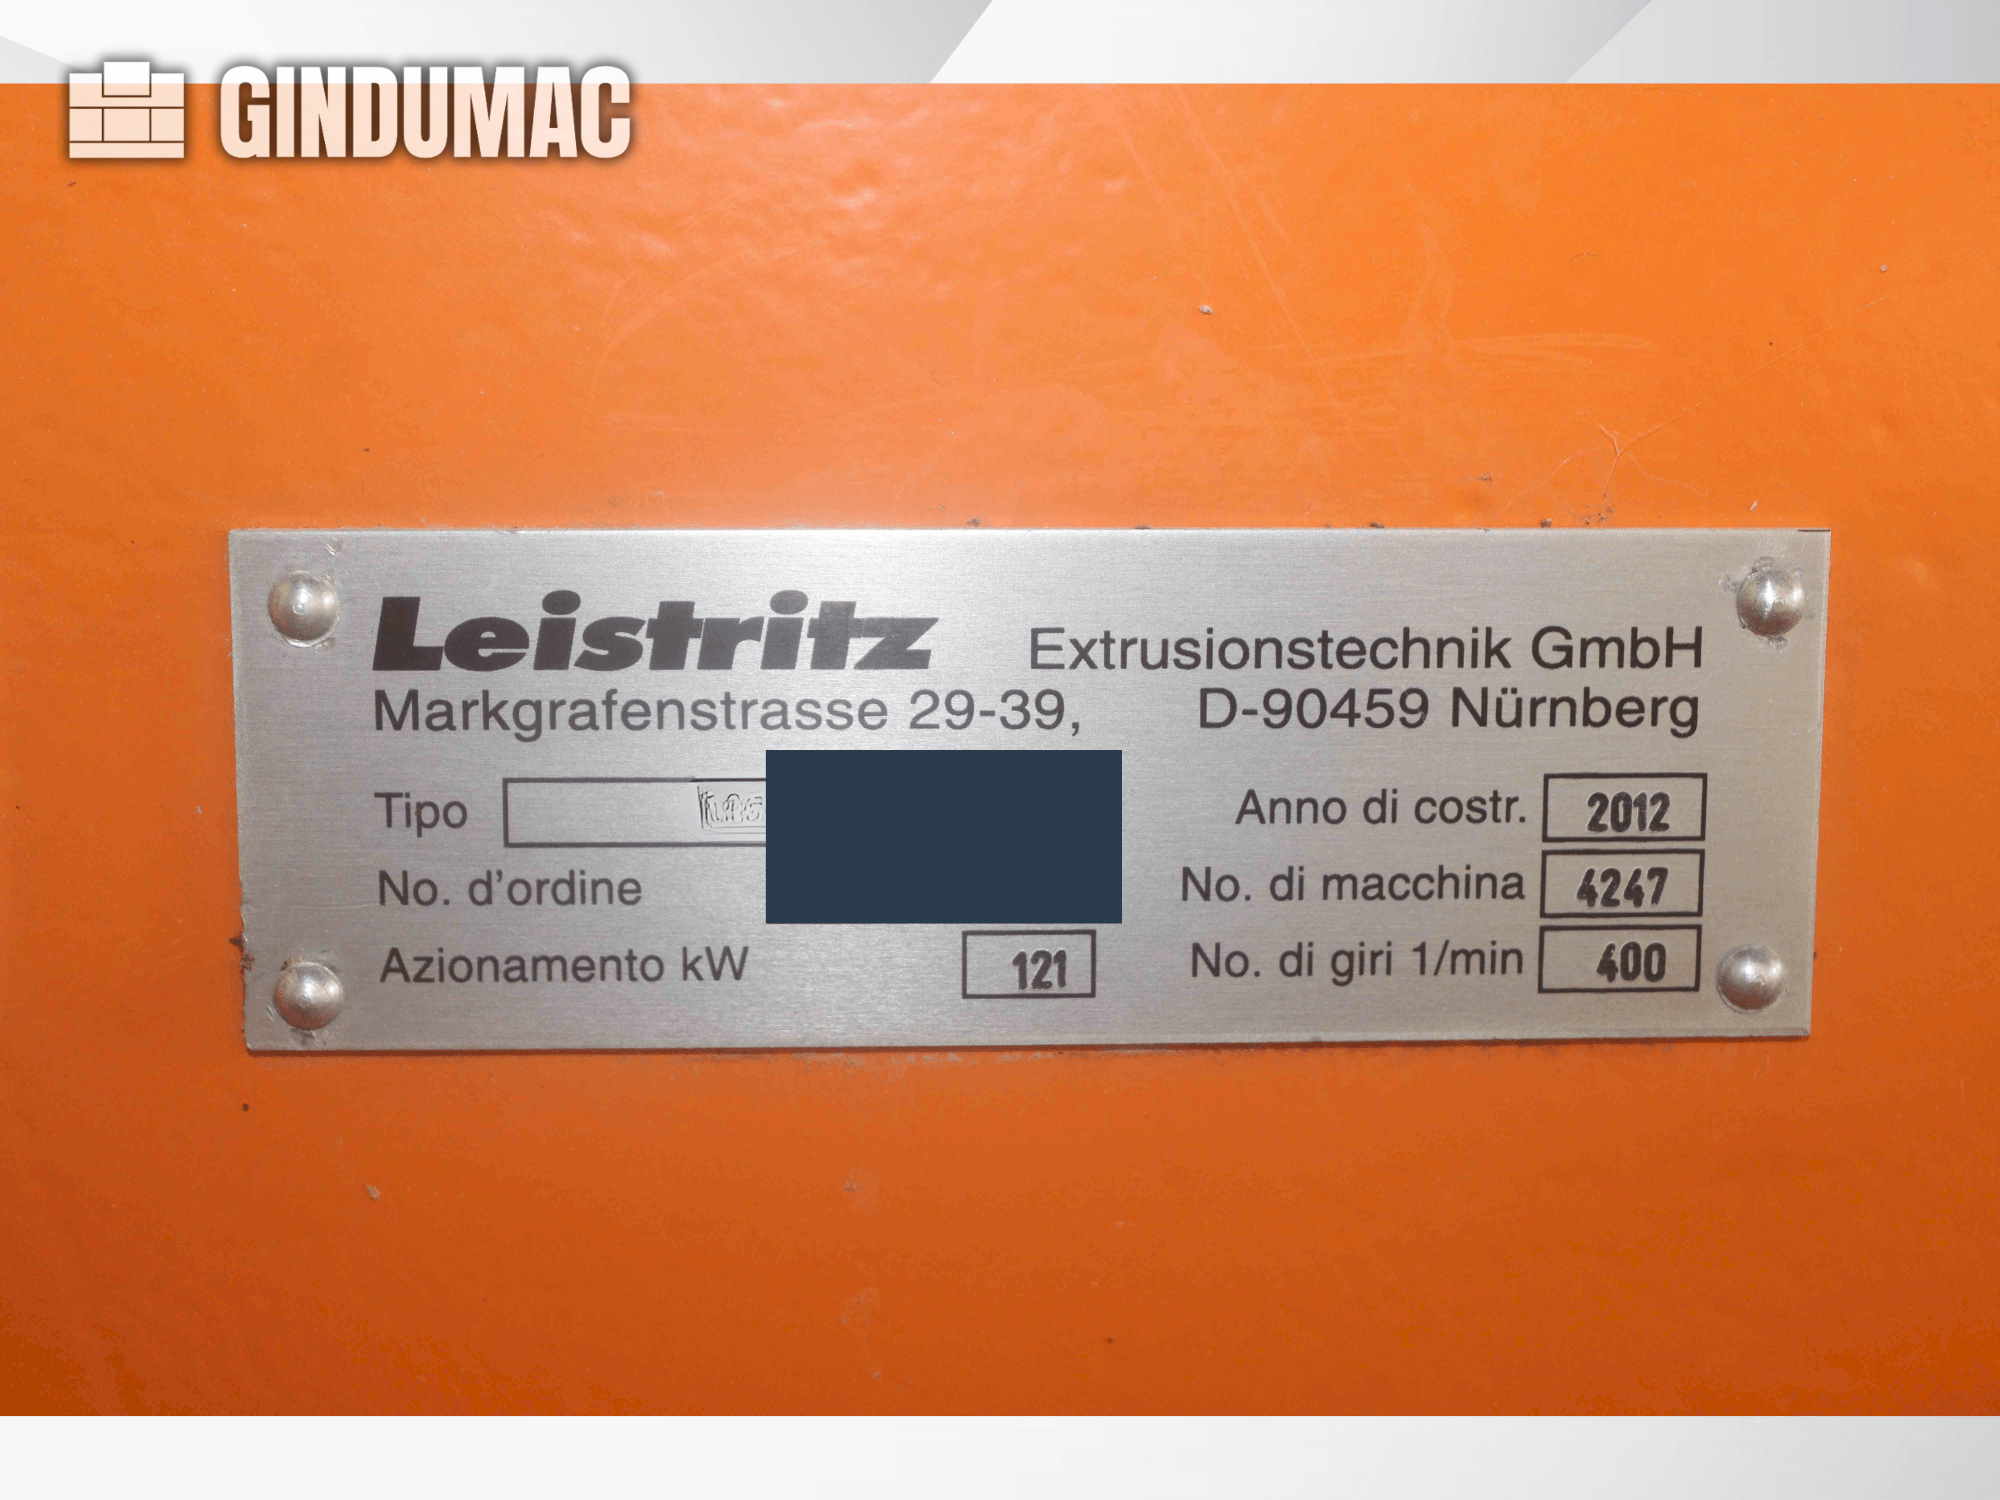 GINDUMAC
Leistritz Extrusionstechnik GmbH
Markgrafenstrasse 29-39, D-90459 Nürnberg
Tipo Anno di costr. 2012
No. d'ordine No. di macchina 4247
Azionamento kW 121 No. di giri 1/min 400